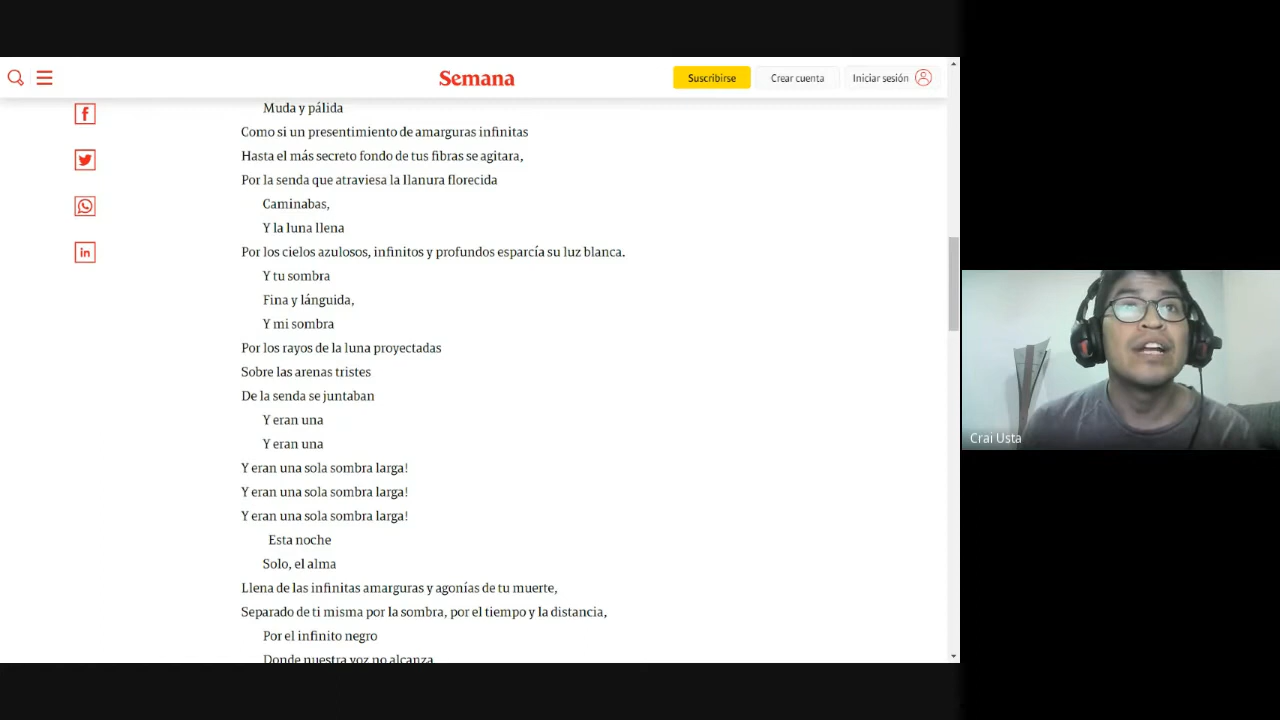 Semana
Suscribirse
Crear cuenta
Iniciar sesión
Muda y pálida
Como si un presentimiento de amarguras infinitas
Hasta el más secreto fondo de tus fibras se agitara,
Por la senda que atraviesa la llanura florecida
Caminabas,
Y la luna llena
Por los cielos azulosos, infinitos y profundos esparcía su luz blanca.
Y tu sombra
Fina y lánguida,
Y mi sombra
Por los rayos de la luna proyectadas
Sobre las arenas tristes
De la senda se juntaban
Y eran una
Y eran una
Y eran una sola sombra larga!
Y eran una sola sombra larga!
Y eran una sola sombra larga!
Esta noche
Solo, el alma
Llena de las infinitas amarguras y agonías de tu muerte,
Separado de ti misma por la sombra, por el tiempo y la distancia,
Por el infinito negro
Donde nuestra voz no alcanza
Crai Usta